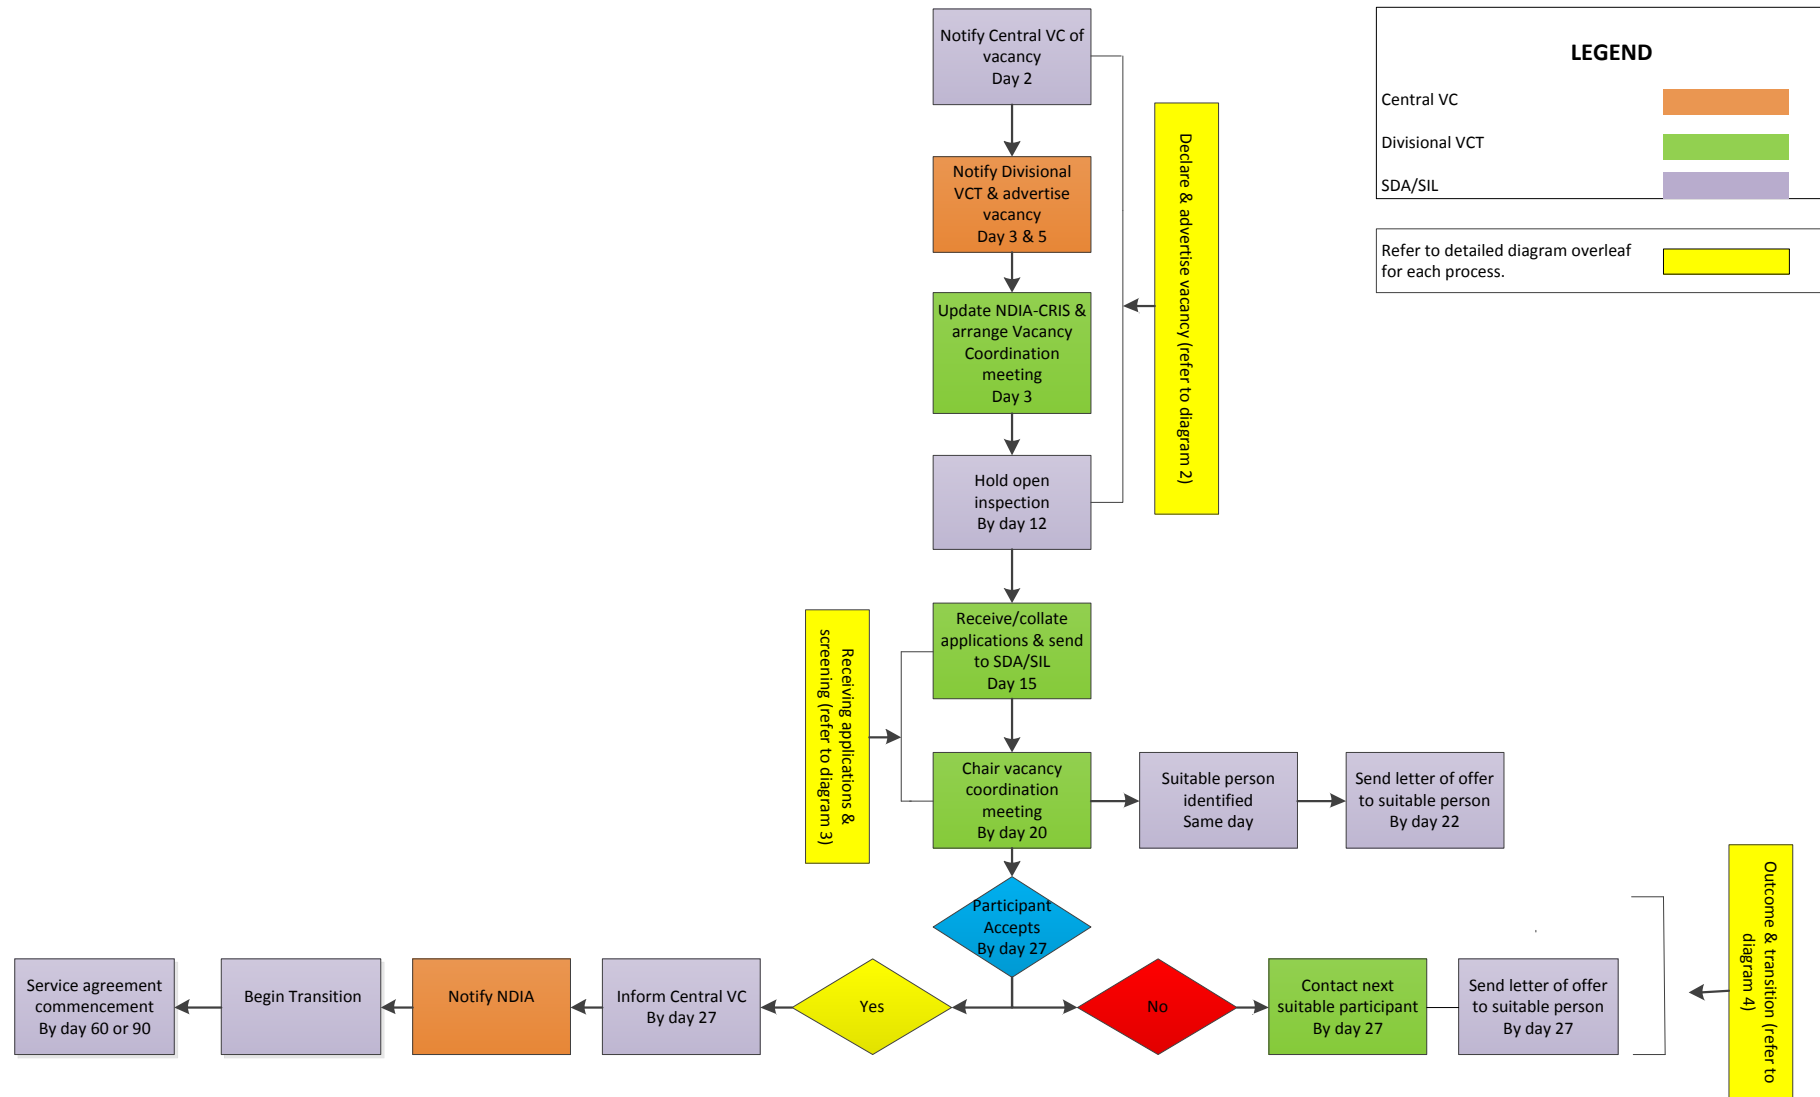 Notify Central VC of
vacancy
Day 2
LEGEND
Central VC
Divisional VCT
SDA/SIL
Refer to detailed diagram overleaf
for each process.
Declare & advertise vacancy (refer to diagram 2)
Notify Divisional
VCT & advertise
vacancy
Day 3 & 5
Update NDIA-CRIS &
arrange Vacancy
Coordination
meeting
Day 3
Hold open
inspection
By day 12
Receiving applications &
screening (refer to diagram 3)
Receive/collate
applications & send
to SDA/SIL
Day 15
Chair vacancy
coordination
meeting
By day 20
Suitable person
identified
Same day
Send letter of offer
to suitable person
By day 22
Participant
Accepts
By day 27
Outcome & transition (refer to
diagram 4)
Service agreement
commencement
By day 60 or 90
Begin Transition
Notify NDIA
Inform Central VC
By day 27
Yes
No
Contact next
suitable participant
By day 27
Send letter of offer
to suitable person
By day 27